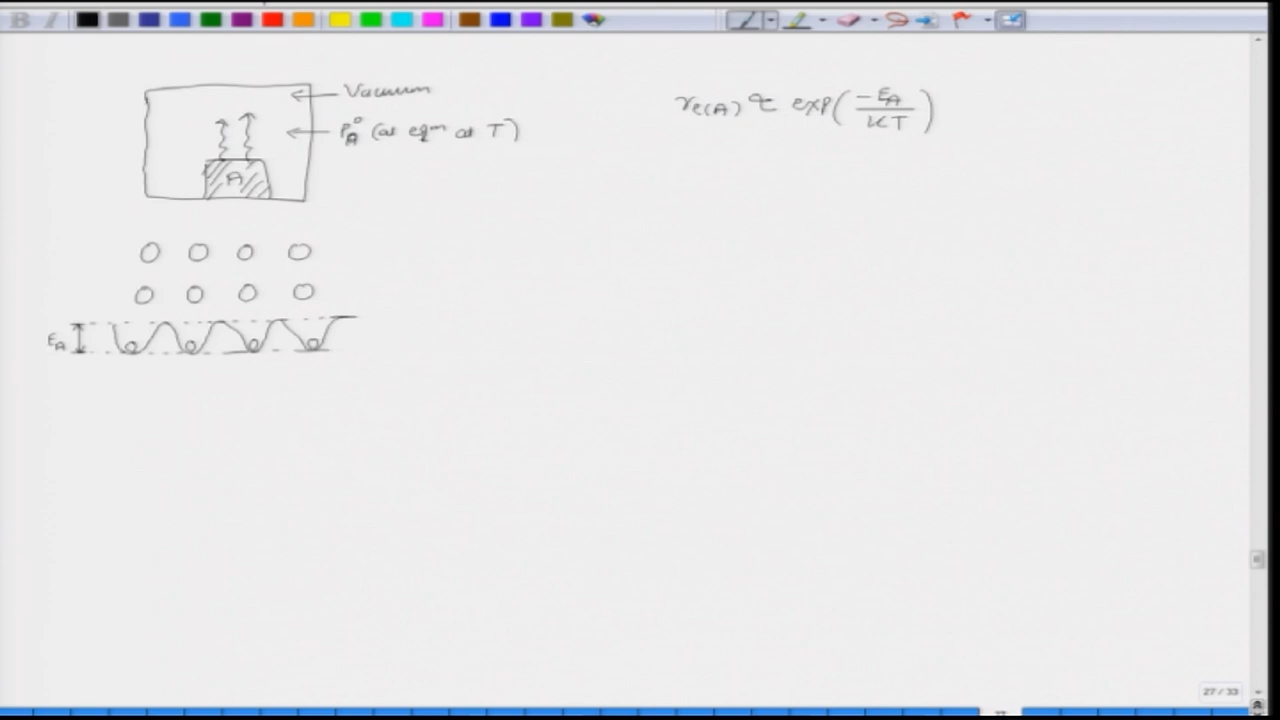 B I
Vacuum
P°A (at eqm at T)
A
re(A) ∝ exp(-EA/KT)
EA
27 / 33